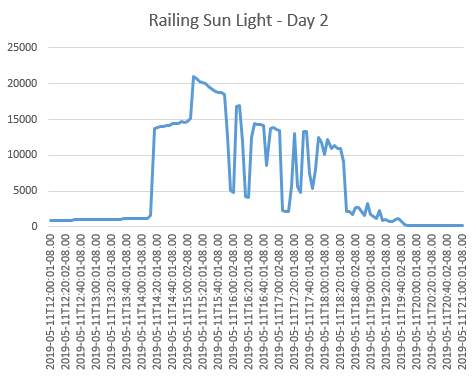 Railing Sun Light - Day 2
25000
20000
15000
10000
5000
0
2019-05-11T12:00:01-08:00
2019-05-11T12:20:02-08:00
2019-05-11T12:40:02-08:00
2019-05-11T13:00:01-08:00
2019-05-11T13:20:01-08:00
2019-05-11T13:40:01-08:00
2019-05-11T14:00:01-08:00
2019-05-11T14:20:01-08:00
2019-05-11T14:40:01-08:00
2019-05-11T15:00:01-08:00
2019-05-11T15:20:01-08:00
2019-05-11T15:40:01-08:00
2019-05-11T16:00:02-08:00
2019-05-11T16:20:02-08:00
2019-05-11T16:40:01-08:00
2019-05-11T17:00:01-08:00
2019-05-11T17:20:01-08:00
2019-05-11T17:40:01-08:00
2019-05-11T18:00:02-08:00
2019-05-11T18:20:01-08:00
2019-05-11T18:40:01-08:00
2019-05-11T19:00:01-08:00
2019-05-11T19:20:01-08:00
2019-05-11T19:40:02-08:00
2019-05-11T20:00:02-08:00
2019-05-11T20:20:02-08:00
2019-05-11T20:40:01-08:00
2019-05-11T21:00:01-08:00